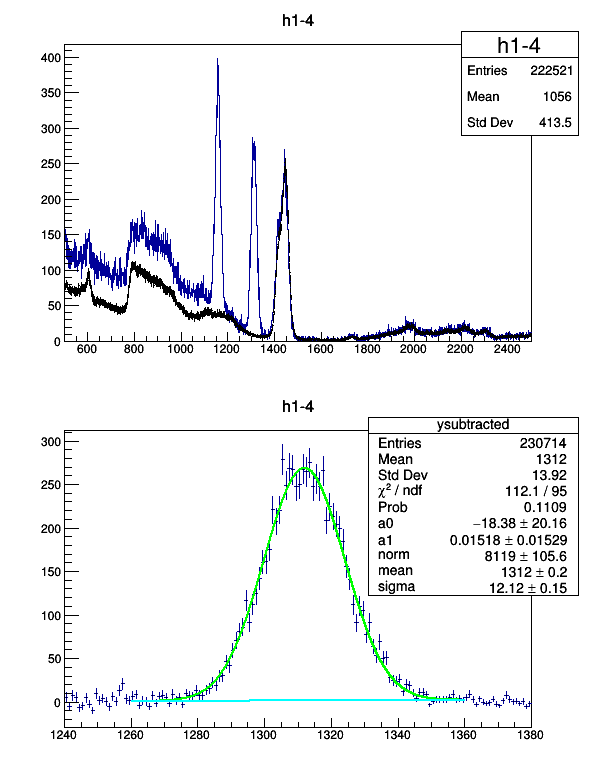 h1-4
h1-4
Entries 222521
Mean 1056
Std Dev 413.5
400
350
300
250
200
150
100
50
0
600 800 1000 1200 1400 1600 1800 2000 2200 2400
h1-4
ysubtracted
Entries 230714
Mean 1312
Std Dev 13.92
χ² / ndf 112.1 / 95
Prob 0.1109
a0 −18.38 ± 20.16
a1 0.01518 ± 0.01529
norm 8119 ± 105.6
mean 1312 ± 0.2
sigma 12.12 ± 0.15
300
250
200
150
100
50
0
1240 1260 1280 1300 1320 1340 1360 1380